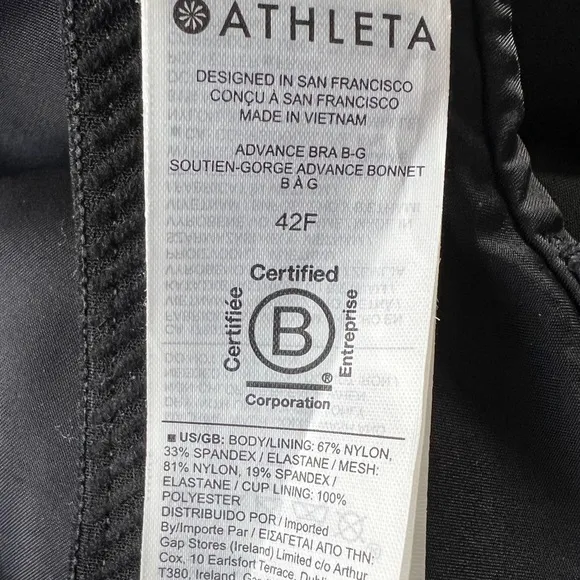 ATHLETA
DESIGNED IN SAN FRANCISCO
CONÇU À SAN FRANCISCO
MADE IN VIETNAM
ADVANCE BRA B-G
SOUTIEN-GORGE ADVANCE BONNET
B À G
42F
Certified
Certifiée
B
Entreprise
®
Corporation
■ US/GB: BODY/LINING: 67% NYLON,
33% SPANDEX / ELASTANE / MESH:
81% NYLON, 19% SPANDEX /
ELASTANE / CUP LINING: 100%
POLYESTER
DISTRIBUIDO POR / Imported
By/Importe Par / ΕΙΣΑΓΕΤΑΙ ΑΠΟ ΤΗΝ:
Gap Stores (Ireland) Limited c/o Arthur
Cox, 10 Earlsfort Terrace, Dublin
T380, Ireland, Gap